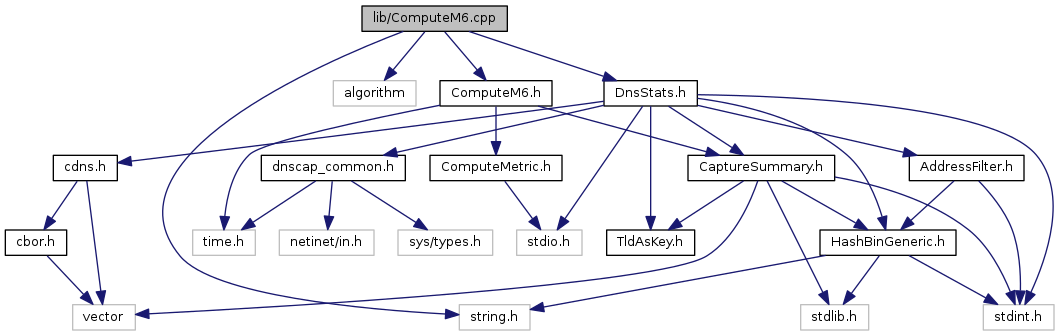 lib/ComputeM6.cpp
algorithm
ComputeM6.h
DnsStats.h
cdns.h
dnscap_common.h
ComputeMetric.h
CaptureSummary.h
AddressFilter.h
cbor.h
time.h
netinet/in.h
sys/types.h
stdio.h
TldAsKey.h
HashBinGeneric.h
vector
string.h
stdlib.h
stdint.h